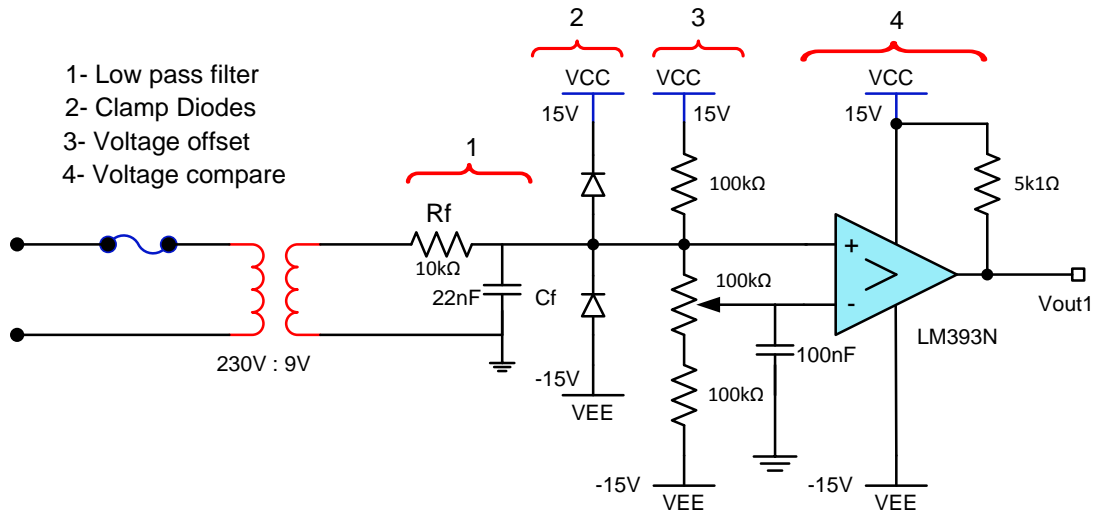 1- Low pass filter
2- Clamp Diodes
3- Voltage offset
4- Voltage compare
2
3
4
VCC
VCC
VCC
15V
15V
15V
1
Rf
10kΩ
22nF
Cf
100kΩ
100kΩ
100kΩ
5k1Ω
+
-
Vout1
LM393N
100nF
230V : 9V
-15V
VEE
-15V
VEE
-15V
VEE